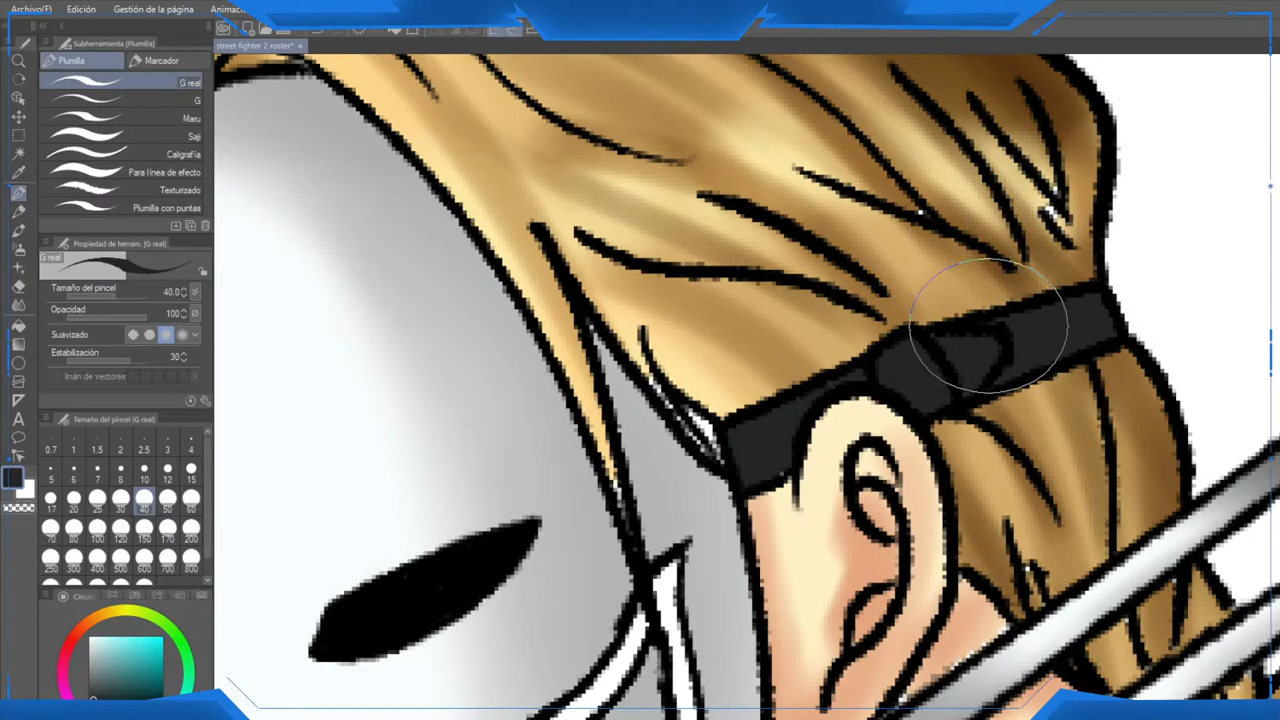 Archivo(F) Edición Gestión de la página Animación
Subherramienta [Plumilla]
street fighter 2 roster*
Plumilla Marcador
G real
G
Maru
Saji
Caligrafía
Para línea de efecto
Texturizado
Plumilla con puntas
Propiedad de herram. [G real]
G real
Tamaño del pincel 40.0
Opacidad 100
Suavizado
Estabilización 30
Imán de vectores
Tamaño del pincel [G real]
0.7 1 1.5 2 2.5 3 4
5 6 7 8 10 12 15
17 20 25 30 40 50 60
70 80 100 120 150 170 200
250 300 400 500 600 700 800
Círculo